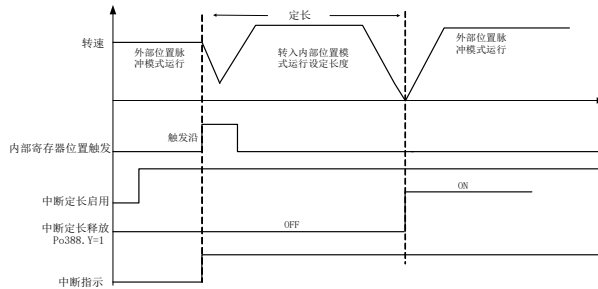 定长
转速
外部位置脉
冲模式运行
转入内部位置模
式运行设定长度
外部位置脉
冲模式运行
触发沿
内部寄存器位置触发
中断定长启用
ON
中断定长释放
Po388.Y=1
OFF
中断指示